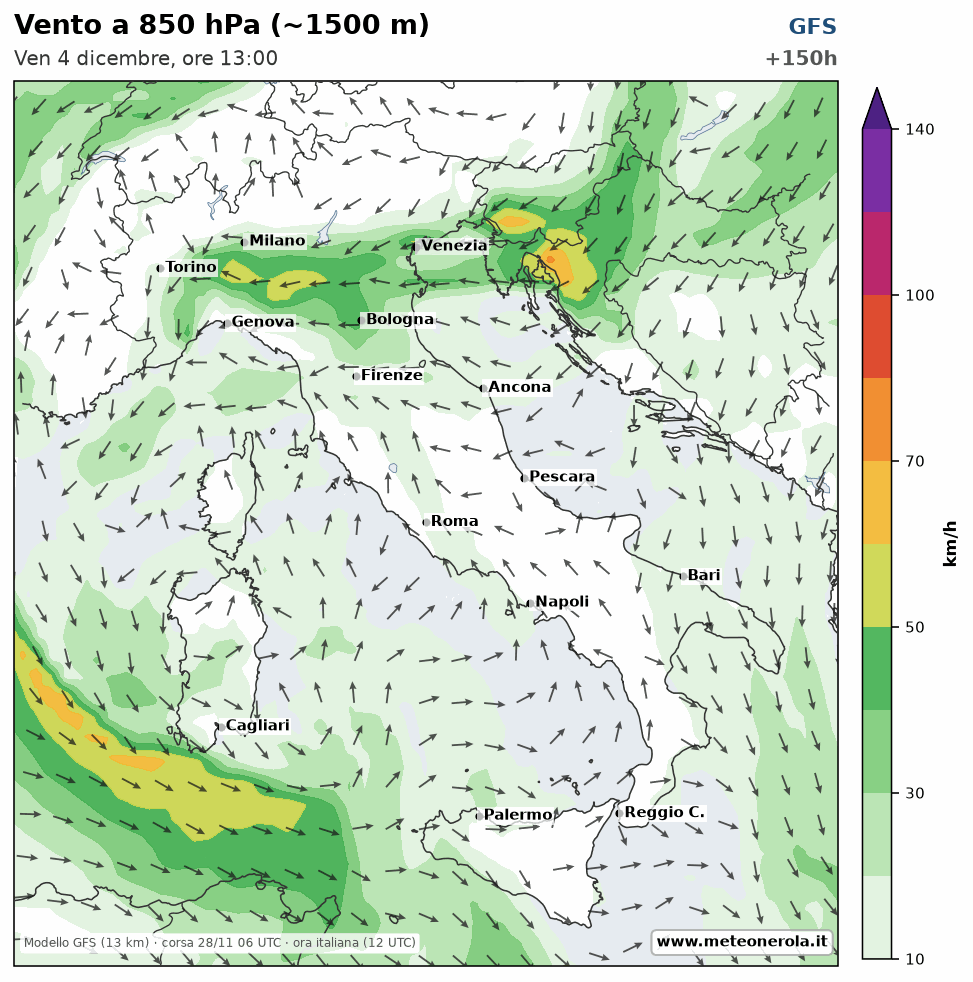 Vento a 850 hPa (~1500 m)
GFS
Ven 4 dicembre, ore 13:00
+150h
140
Milano
Venezia
Torino
100
Genova
Bologna
Firenze
Ancona
70
Pescara
Roma
km/h
Bari
Napoli
50
Cagliari
30
Palermo
Reggio C.
Modello GFS (13 km) · corsa 28/11 06 UTC · ora italiana (12 UTC)
www.meteonerola.it
10